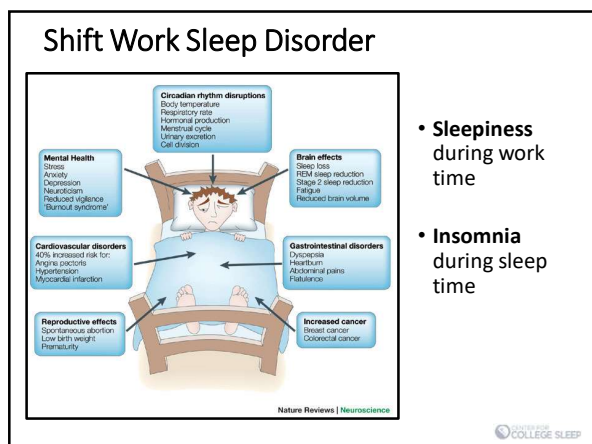 Shift Work Sleep Disorder
Circadian rhythm disruptions
Body temperature
Respiratory rate
Hormonal production
Menstrual cycle
Urinary excretion
Cell division
Mental Health
Stress
Anxiety
Depression
Neuroticism
Reduced vigilance
'Burnout syndrome'
Brain effects
Sleep loss
REM sleep reduction
Stage 2 sleep reduction
Fatigue
Reduced brain volume
Cardiovascular disorders
40% increased risk for:
Angina pectoris
Hypertension
Myocardial infarction
Gastrointestinal disorders
Dyspepsia
Heartburn
Abdominal pains
Flatulance
Reproductive effects
Spontaneous abortion
Low birth weight
Prematurity
Increased cancer
Breast cancer
Colorectal cancer
Nature Reviews | Neuroscience
• Sleepiness
during work
time
• Insomnia
during sleep
time
CENTER FOR
COLLEGE SLEEP